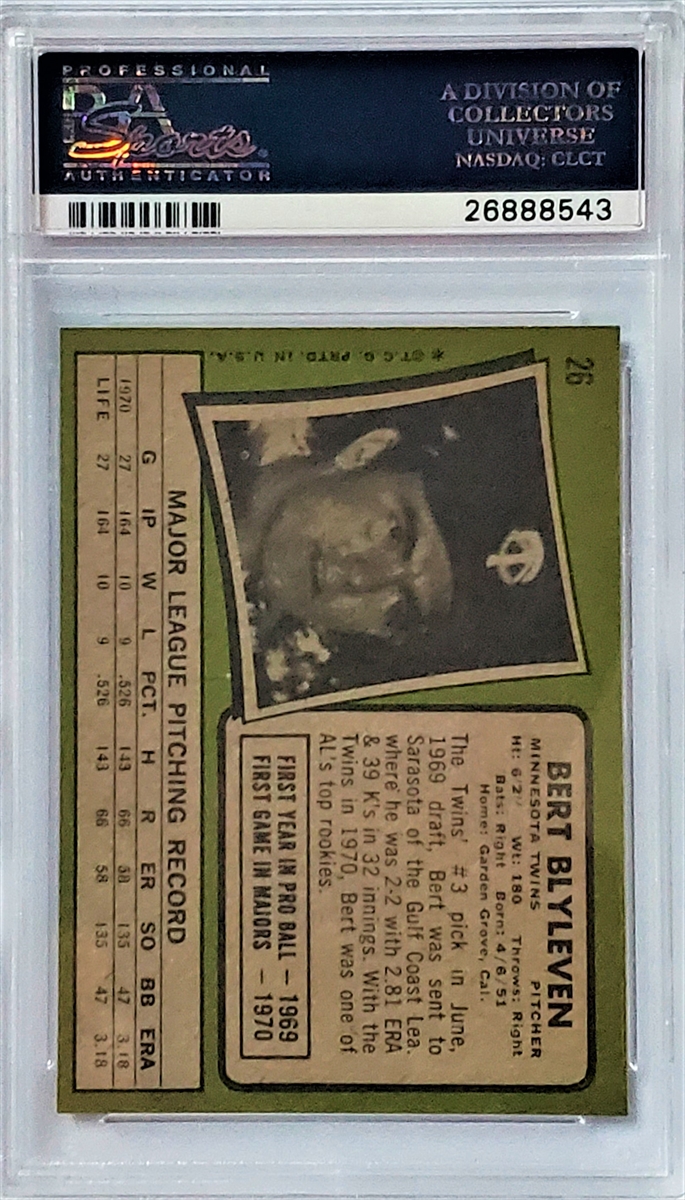 PROFESSIONAL
PSA
Sports
AUTHENTICATOR
A DIVISION OF
COLLECTORS
UNIVERSE
NASDAQ: CLCT
26888543
26
*©T.C.G. PRTD. IN U.S.A.
BERT BLYLEVEN
MINNESOTA TWINS PITCHER
Ht: 6'2" Wt: 180 Throws: Right
Bats: Right Born: 4/6/51
Home: Garden Grove, Cal.
The Twins' #3 pick in June,
1969 draft, Bert was sent to
Sarasota of the Gulf Coast Lea.
where he was 2-2 with 2.81 ERA
& 39 K's in 32 innings. With the
Twins in 1970, Bert was one of
AL's top rookies.
FIRST YEAR IN PRO BALL — 1969
FIRST GAME IN MAJORS — 1970
MAJOR LEAGUE PITCHING RECORD
G IP W L PCT. H R ER SO BB ERA
1970 27 164 10 9 .526 143 66 58 135 47 3.18
LIFE 27 164 10 9 .526 143 66 58 135 47 3.18